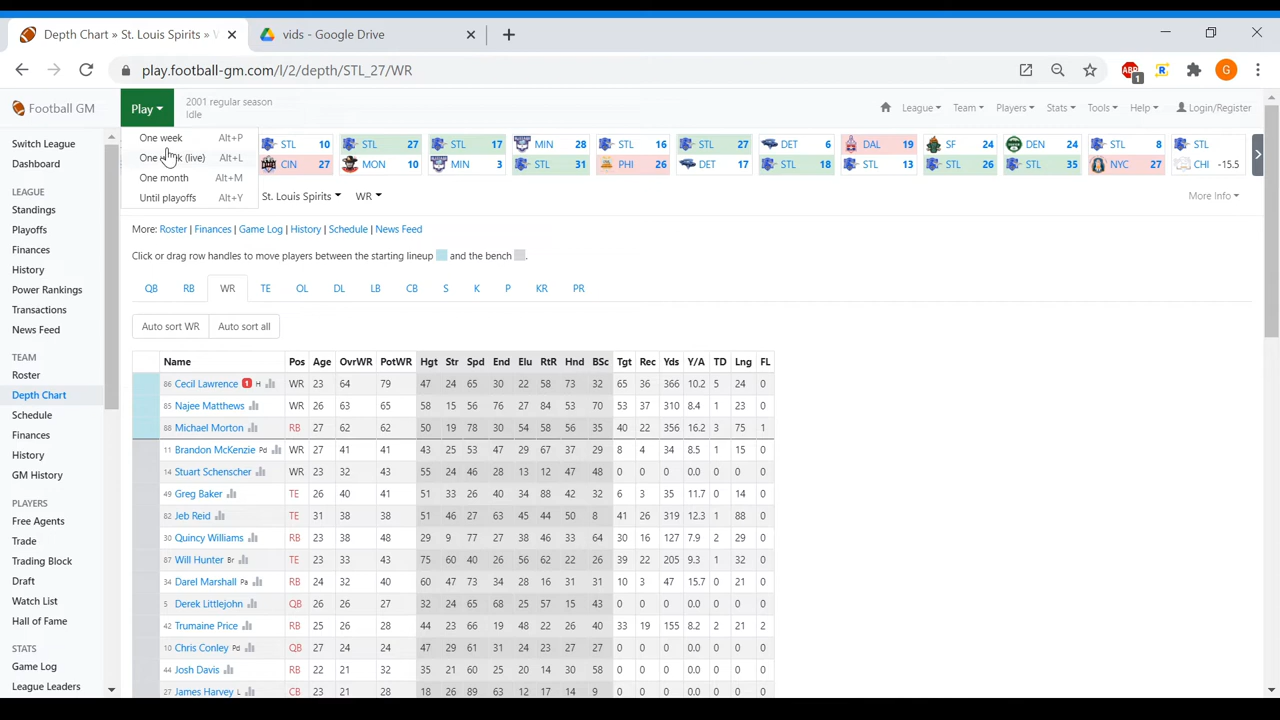 Depth Chart » St. Louis Spirits » W
vids - Google Drive
play.football-gm.com/l/2/depth/STL_27/WR
ABP
1
R
G
Football GM
Play
2001 regular season
Idle
League
Team
Players
Stats
Tools
Help
Login/Register
One week Alt+P
One week (live) Alt+L
One month Alt+M
Until playoffs Alt+Y
STL 10 STL 27 STL 17 MIN 28 STL 16 STL 27 DET 6 DAL 19 SF 24 DEN 24 STL 8 STL
CIN 27 MON 10 MIN 3 STL 31 PHI 26 DET 17 STL 18 STL 13 STL 26 STL 35 NYC 27 CHI -15.5
St. Louis Spirits WR More Info
More: Roster | Finances | Game Log | History | Schedule | News Feed
Click or drag row handles to move players between the starting lineup and the bench .
QB RB WR TE OL DL LB CB S K P KR PR
Auto sort WR Auto sort all
Switch League
Dashboard
LEAGUE
Standings
Playoffs
Finances
History
Power Rankings
Transactions
News Feed
TEAM
Roster
Depth Chart
Schedule
Finances
History
GM History
PLAYERS
Free Agents
Trade
Trading Block
Draft
Watch List
Hall of Fame
STATS
Game Log
League Leaders
Name Pos Age OvrWR PotWR Hgt Str Spd End Elu RtR Hnd BSc Tgt Rec Yds Y/A TD Lng FL
86 Cecil Lawrence 1 H WR 23 64 79 47 24 65 30 22 58 73 32 65 36 366 10.2 5 24 0
85 Najee Matthews WR 26 63 65 58 15 56 76 27 84 53 70 53 37 310 8.4 1 23 0
88 Michael Morton RB 27 62 62 50 19 78 30 54 58 56 35 40 22 356 16.2 3 75 1
11 Brandon McKenzie Pd WR 27 41 41 43 25 53 47 29 67 37 29 8 4 34 8.5 1 15 0
14 Stuart Schenscher WR 23 32 43 55 24 46 28 13 12 47 48 0 0 0 0.0 0 0 0
49 Greg Baker TE 26 40 41 51 33 26 40 34 88 42 32 6 3 35 11.7 0 14 0
82 Jeb Reid TE 31 38 38 51 46 27 63 45 44 50 8 41 26 319 12.3 1 88 0
30 Quincy Williams RB 23 38 48 29 9 77 27 38 46 33 64 30 16 127 7.9 2 29 0
87 Will Hunter Br TE 23 33 43 75 60 40 26 56 62 22 26 39 22 205 9.3 1 32 0
34 Darel Marshall Pa RB 24 32 40 60 47 73 34 28 16 31 31 10 3 47 15.7 0 21 0
5 Derek Littlejohn QB 26 26 27 32 24 65 68 25 57 15 43 0 0 0 0.0 0 0 0
42 Trumaine Price RB 25 26 28 44 23 66 19 48 22 26 40 33 19 155 8.2 2 21 2
10 Chris Conley Pd QB 27 24 24 47 29 61 31 24 23 27 27 0 0 0 0.0 0 0 0
44 Josh Davis RB 22 21 32 35 21 60 25 20 14 30 58 0 0 0 0.0 0 0 0
27 James Harvey L CB 23 21 28 18 26 89 63 12 17 14 9 0 0 0 0.0 0 0 0